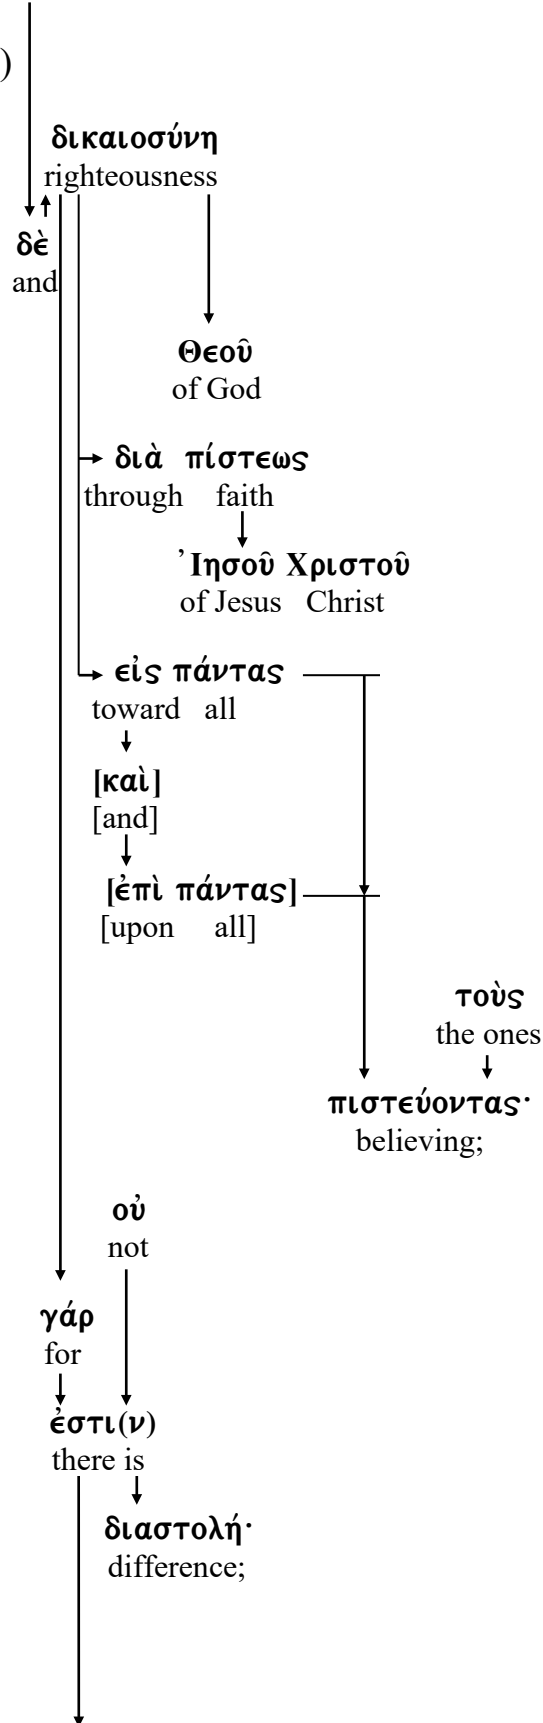 )
δικαιοσύνη
righteousness
δὲ
and
Θεοῦ
of God
διὰ πίστεως
through faith
Ἰησοῦ Χριστοῦ
of Jesus Christ
εἰς πάντας
toward all
[καὶ]
[and]
[ἐπὶ πάντας]
[upon all]
τοὺς
the ones
πιστεύοντας·
believing;
οὐ
not
γάρ
for
ἐστι(ν)
there is
διαστολή·
difference;